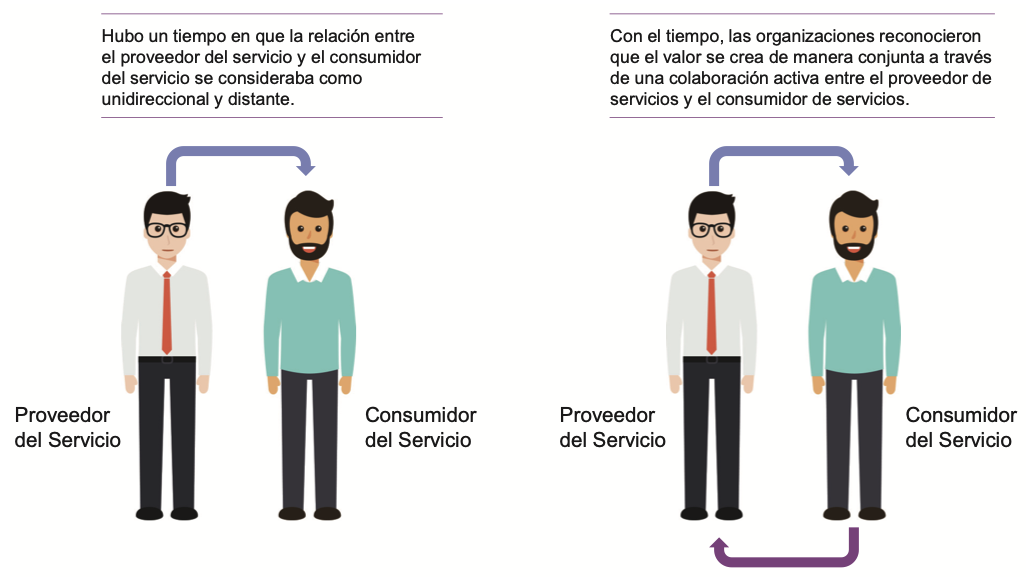 Hubo un tiempo en que la relación entre
el proveedor del servicio y el consumidor
del servicio se consideraba como
unidireccional y distante.
Proveedor
del Servicio
Consumidor
del Servicio
Con el tiempo, las organizaciones reconocieron
que el valor se crea de manera conjunta a través
de una colaboración activa entre el proveedor de
servicios y el consumidor de servicios.
Proveedor
del Servicio
Consumidor
del Servicio